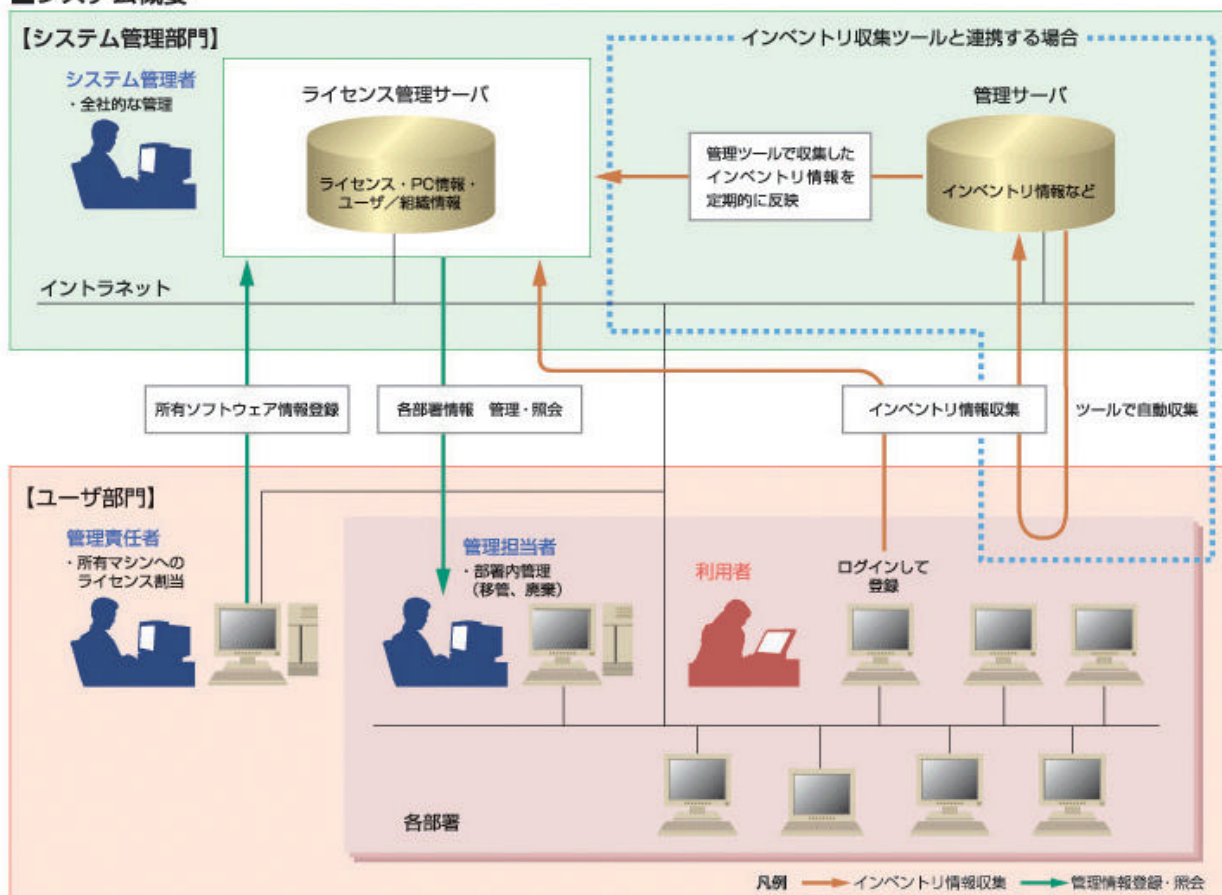 ■システム概要
【システム管理部門】
インベントリ収集ツールと連携する場合
システム管理者
・全社的な管理
ライセンス管理サーバ
ライセンス・PC情報・
ユーザ／組織情報
管理ツールで収集した
インベントリ情報を
定期的に反映
管理サーバ
インベントリ情報など
イントラネット
所有ソフトウェア情報登録
各部署情報　管理・照会
インベントリ情報収集
ツールで自動収集
【ユーザ部門】
管理責任者
・所有マシンへの
ライセンス割当
管理担当者
・部署内管理
（移管、廃棄）
利用者
ログインして
登録
各部署
凡例
インベントリ情報収集
管理情報登録・照会